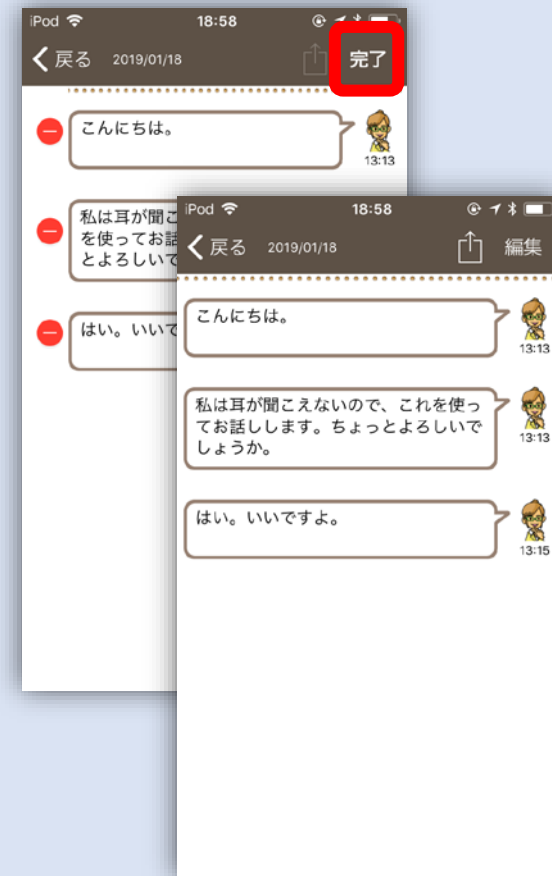 iPod 18:58
戻る 2019/01/18 完了
こんにちは。
13:13
私は耳が聞こ
を使ってお話
とよろしいで
はい。いいで
iPod 18:58
戻る 2019/01/18 編集
こんにちは。
13:13
私は耳が聞こえないので、これを使っ
てお話しします。ちょっとよろしいで
しょうか。
13:13
はい。いいですよ。
13:15